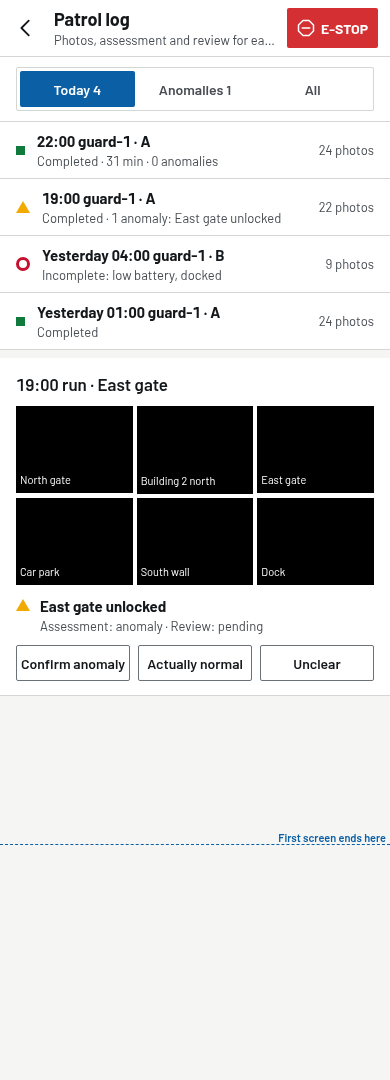 Patrol log
Photos, assessment and review for ea...
E-STOP
Today 4
Anomalies 1
All
22:00 guard-1 · A
Completed · 31 min · 0 anomalies
24 photos
19:00 guard-1 · A
Completed · 1 anomaly: East gate unlocked
22 photos
Yesterday 04:00 guard-1 · B
Incomplete: low battery, docked
9 photos
Yesterday 01:00 guard-1 · A
Completed
24 photos
19:00 run · East gate
North gate
Building 2 north
East gate
Car park
South wall
Dock
East gate unlocked
Assessment: anomaly · Review: pending
Confirm anomaly
Actually normal
Unclear
First screen ends here